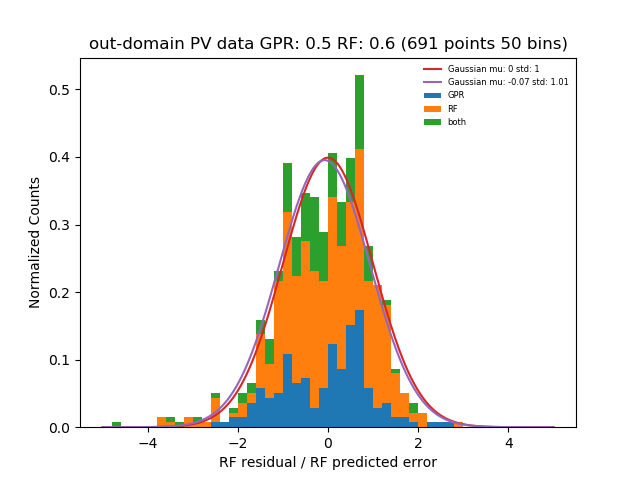 out-domain PV data GPR: 0.5 RF: 0.6 (691 points 50 bins)
Gaussian mu: 0 std: 1
Gaussian mu: -0.07 std: 1.01
GPR
RF
both
Normalized Counts
0.5
0.4
0.3
0.2
0.1
0.0
−4 −2 0 2 4
RF residual / RF predicted error